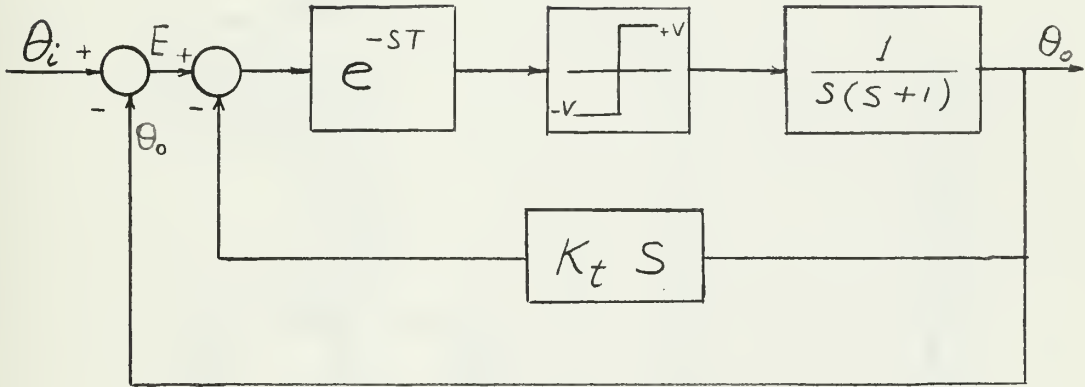 θi + E +
- -
θo
e^-ST
+V
-V
1
S(S+1)
θo
Kt S